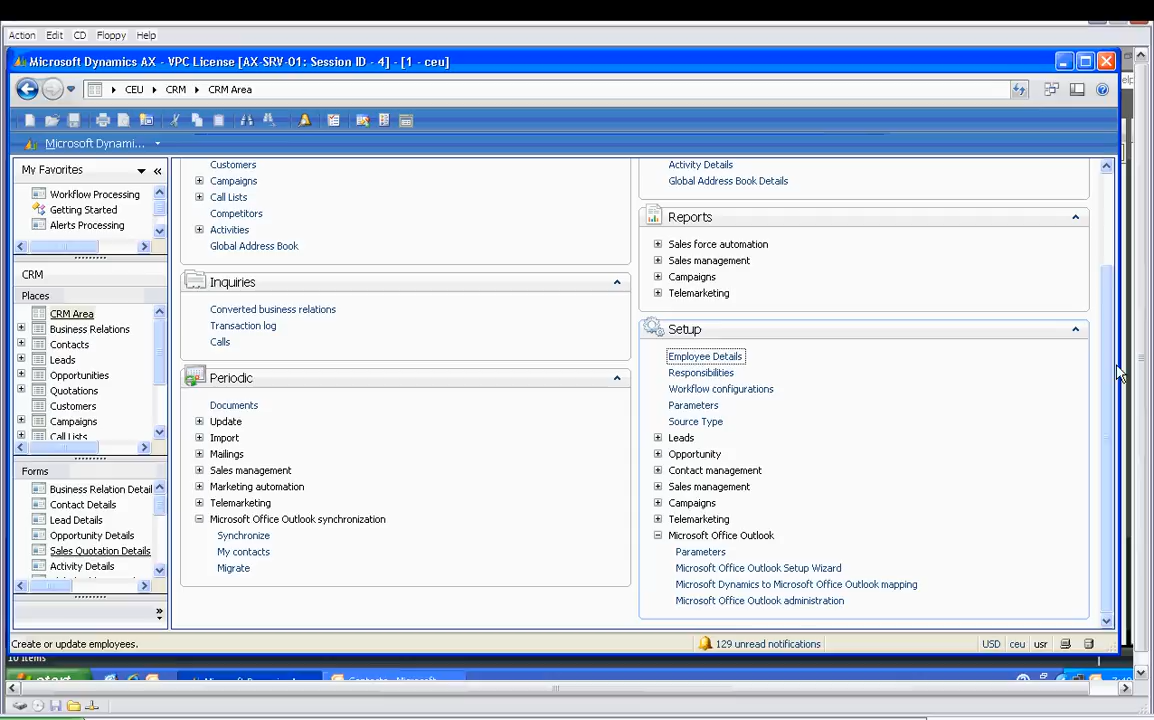 Action Edit CD Floppy Help
Microsoft Dynamics AX - VPC License [AX-SRV-01: Session ID - 4] - [1 - ceu]
CEU CRM CRM Area
Microsoft Dynami...
My Favorites
Workflow Processing
Getting Started
Alerts Processing
CRM
Places
CRM Area
Business Relations
Contacts
Leads
Opportunities
Quotations
Customers
Campaigns
Call Lists
Forms
Business Relation Detail
Contact Details
Lead Details
Opportunity Details
Sales Quotation Details
Activity Details
Customers
Campaigns
Call Lists
Competitors
Activities
Global Address Book
Inquiries
Converted business relations
Transaction log
Calls
Periodic
Documents
Update
Import
Mailings
Sales management
Marketing automation
Telemarketing
Microsoft Office Outlook synchronization
Synchronize
My contacts
Migrate
Activity Details
Global Address Book Details
Reports
Sales force automation
Sales management
Campaigns
Telemarketing
Setup
Employee Details
Responsibilities
Workflow configurations
Parameters
Source Type
Leads
Opportunity
Contact management
Sales management
Campaigns
Telemarketing
Microsoft Office Outlook
Parameters
Microsoft Office Outlook Setup Wizard
Microsoft Dynamics to Microsoft Office Outlook mapping
Microsoft Office Outlook administration
Create or update employees.
129 unread notifications
USD ceu usr
10 Items